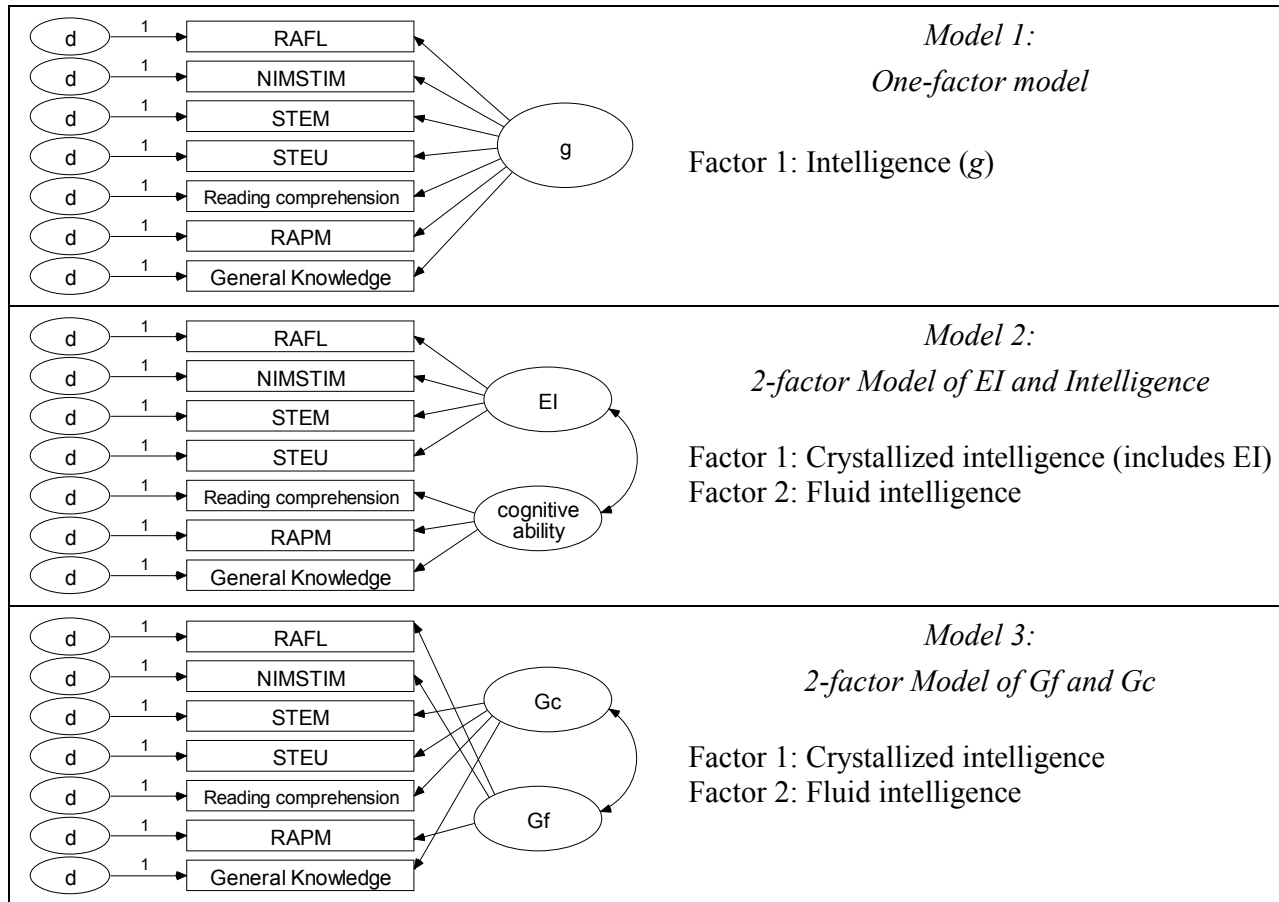 d 1 RAFL
d 1 NIMSTIM
d 1 STEM
d 1 STEU
d 1 Reading comprehension
d 1 RAPM
d 1 General Knowledge
g
Model 1:
One-factor model
Factor 1: Intelligence (g)
d 1 RAFL
d 1 NIMSTIM
d 1 STEM
d 1 STEU
d 1 Reading comprehension
d 1 RAPM
d 1 General Knowledge
EI
cognitive
ability
Model 2:
2-factor Model of EI and Intelligence
Factor 1: Crystallized intelligence (includes EI)
Factor 2: Fluid intelligence
d 1 RAFL
d 1 NIMSTIM
d 1 STEM
d 1 STEU
d 1 Reading comprehension
d 1 RAPM
d 1 General Knowledge
Gc
Gf
Model 3:
2-factor Model of Gf and Gc
Factor 1: Crystallized intelligence
Factor 2: Fluid intelligence